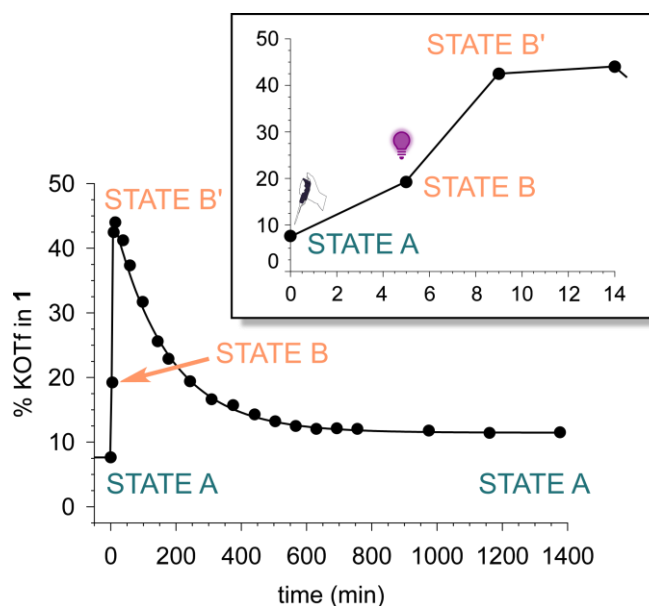 50
STATE B'
40
30
20
STATE B
10
STATE A
0
0 2 4 6 8 10 12 14
50
STATE B'
40
30
20
STATE B
10
STATE A
STATE A
0
% KOTf in 1
0 200 400 600 800 1000 1200 1400
time (min)